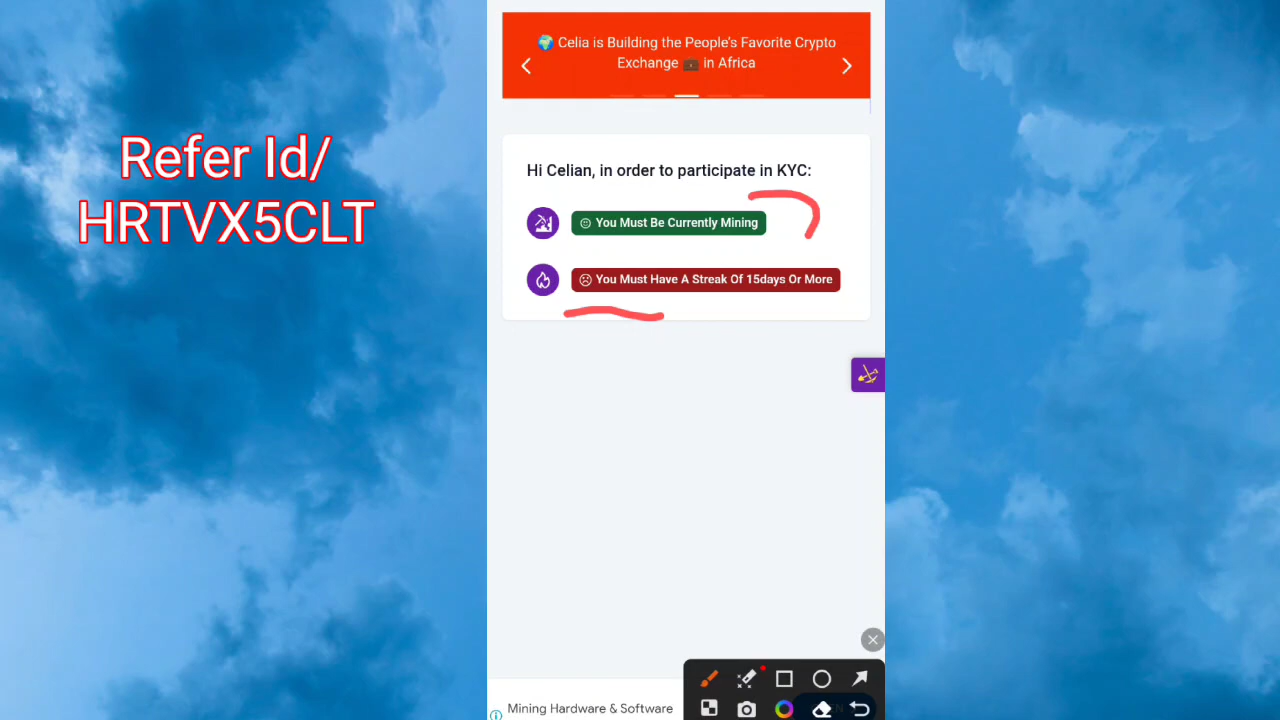 Refer Id/
HRTVX5CLT
🌍 Celia is Building the People's Favorite Crypto
Exchange 💼 in Africa
Hi Celian, in order to participate in KYC:
You Must Be Currently Mining
You Must Have A Streak Of 15days Or More
Mining Hardware & Software